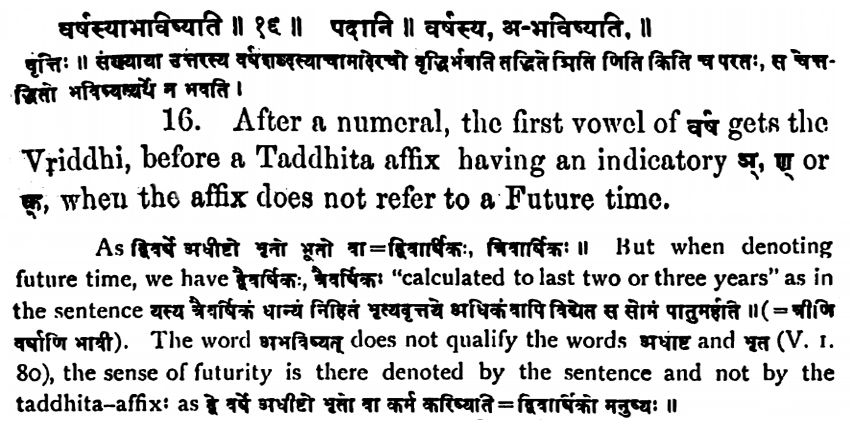 वर्षस्याभाविष्यति ॥ १६ ॥ पदानि ॥ वर्षस्य, अ-भविष्यति, ॥
वृत्तिः ॥ संख्याया उत्तरस्य वर्षशब्दस्याचामादेरचो वृद्धिर्भवति तद्धिते ञिति णिति किति च परतः, स चेत्त-
द्धितो भविष्यत्यर्थे न भवति ।
16. After a numeral, the first vowel of वर्ष gets the
Vṛiddhi, before a Taddhita affix having an indicatory ञ्, ण् or
क्, when the affix does not refer to a Future time.
As द्विवर्षे अधीष्टो भृतो भूतो वा=द्विवार्षिकः, त्रिवार्षिकः ॥ But when denoting
future time, we have द्वैवर्षिकः, त्रैवर्षिकः "calculated to last two or three years" as in
the sentence यस्य त्रैवर्षिकं धान्यं निहितं भृत्यवृत्तये अधिकं वापि विद्येत स सोमं पातुमर्हति ॥ (=त्रीणि
वर्षाणि भावी). The word अभविष्यत् does not qualify the words अधीष्ट and भृत (V. 1.
80), the sense of futurity is there denoted by the sentence and not by the
taddhita-affix: as द्वे वर्षे अधीष्टो भृतो वा कर्म करिष्यति=द्विवार्षिको मनुष्यः ॥